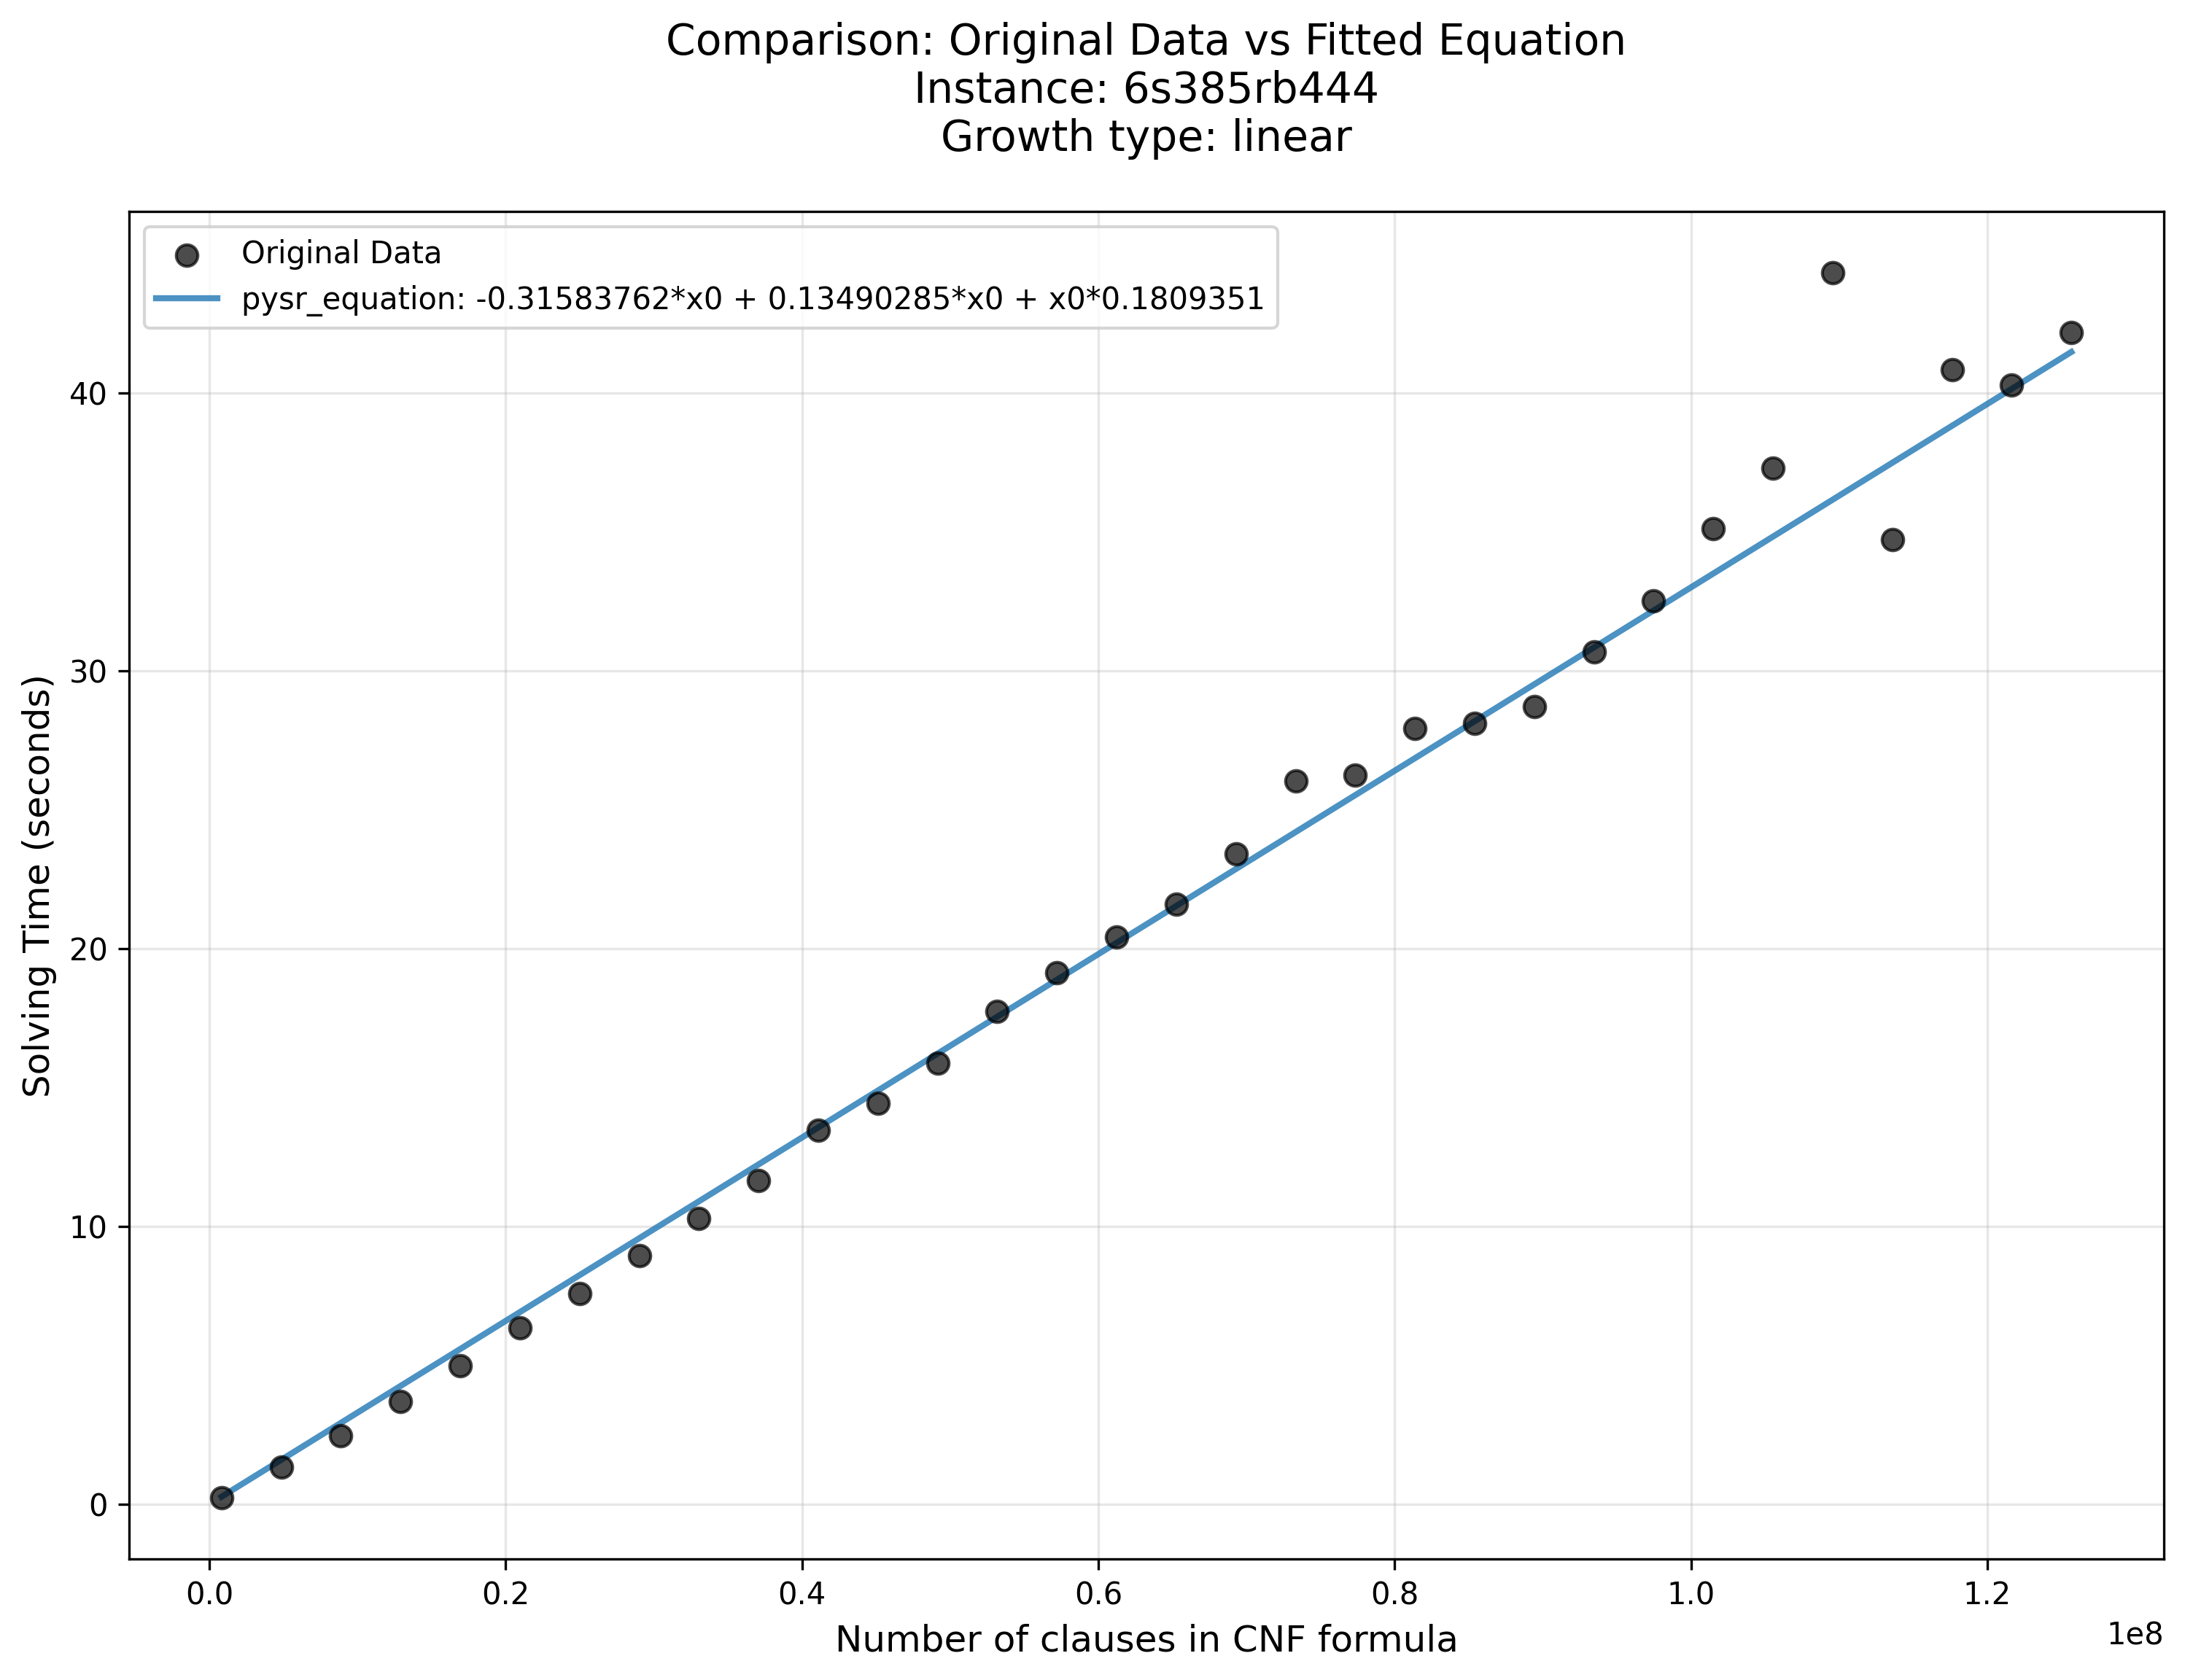 Comparison: Original Data vs Fitted Equation
Instance: 6s385rb444
Growth type: linear
Original Data
pysr_equation: -0.31583762*x0 + 0.13490285*x0 + x0*0.1809351
40
30
20
10
0
Solving Time (seconds)
0.0 0.2 0.4 0.6 0.8 1.0 1.2
1e8
Number of clauses in CNF formula